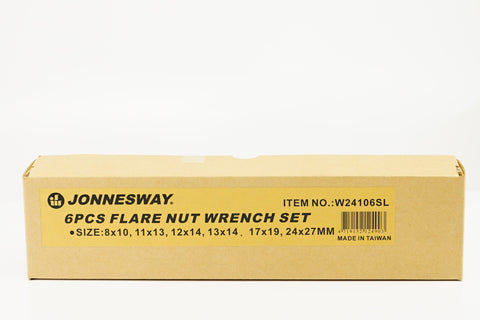 JONNESWAY®
ITEM NO.:W24106SL
6PCS FLARE NUT WRENCH SET
•SIZE:8x10, 11x13, 12x14, 13x14, 17x19, 24x27MM
MADE IN TAIWAN